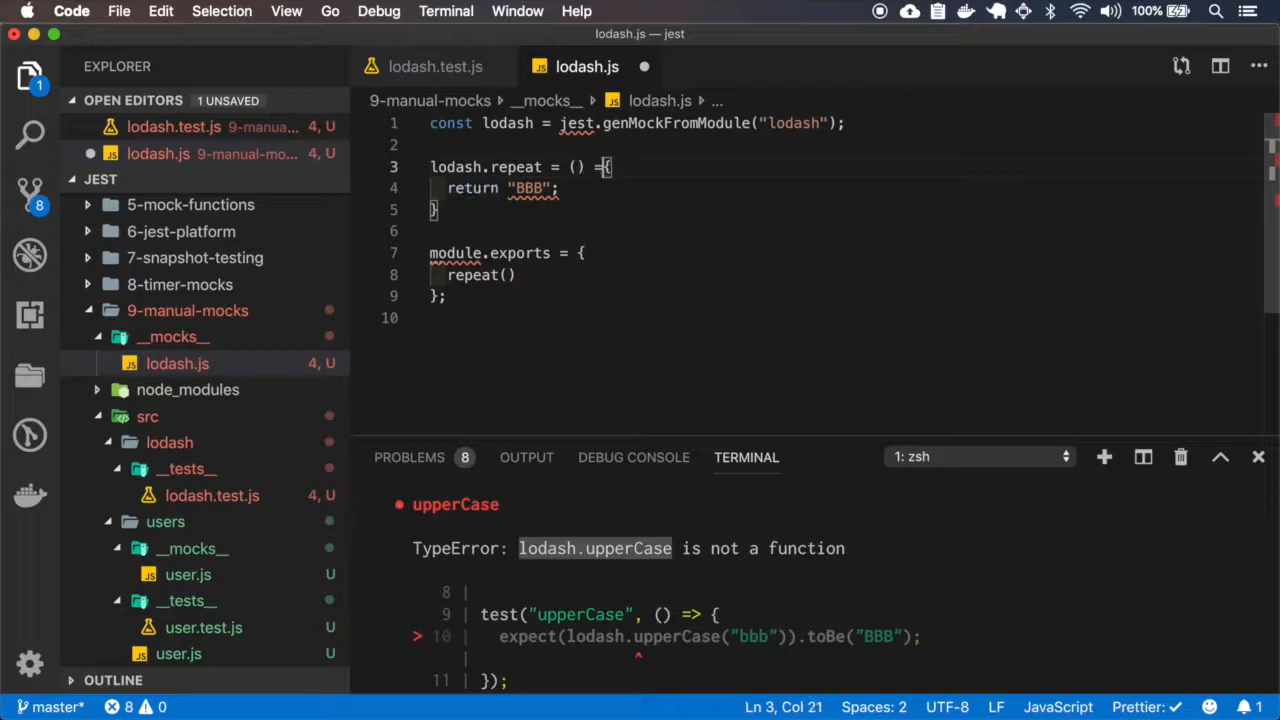 Code File Edit Selection View Go Debug Terminal Window Help 100%
lodash.js — jest
EXPLORER
1
OPEN EDITORS 1 UNSAVED
lodash.test.js 9-manua... 4, U
lodash.js 9-manual-mo... 4, U
JEST
5-mock-functions
8
6-jest-platform
7-snapshot-testing
8-timer-mocks
9-manual-mocks
__mocks__
lodash.js 4, U
node_modules
src
lodash
__tests__
lodash.test.js 4, U
users
__mocks__
user.js U
__tests__
user.test.js U
user.js U
OUTLINE
lodash.test.js lodash.js
9-manual-mocks __mocks__ lodash.js ...
1 const lodash = jest.genMockFromModule("lodash");
2
3 lodash.repeat = () ={
4 return "BBB";
5 }
6
7 module.exports = {
8 repeat()
9 };
10
PROBLEMS 8 OUTPUT DEBUG CONSOLE TERMINAL 1: zsh
● upperCase
TypeError: lodash.upperCase is not a function
8 |
9 | test("upperCase", () => {
> 10 | expect(lodash.upperCase("bbb")).toBe("BBB");
| ^
11 | });
master* 8 0 Ln 3, Col 21 Spaces: 2 UTF-8 LF JavaScript Prettier: ✓ 1